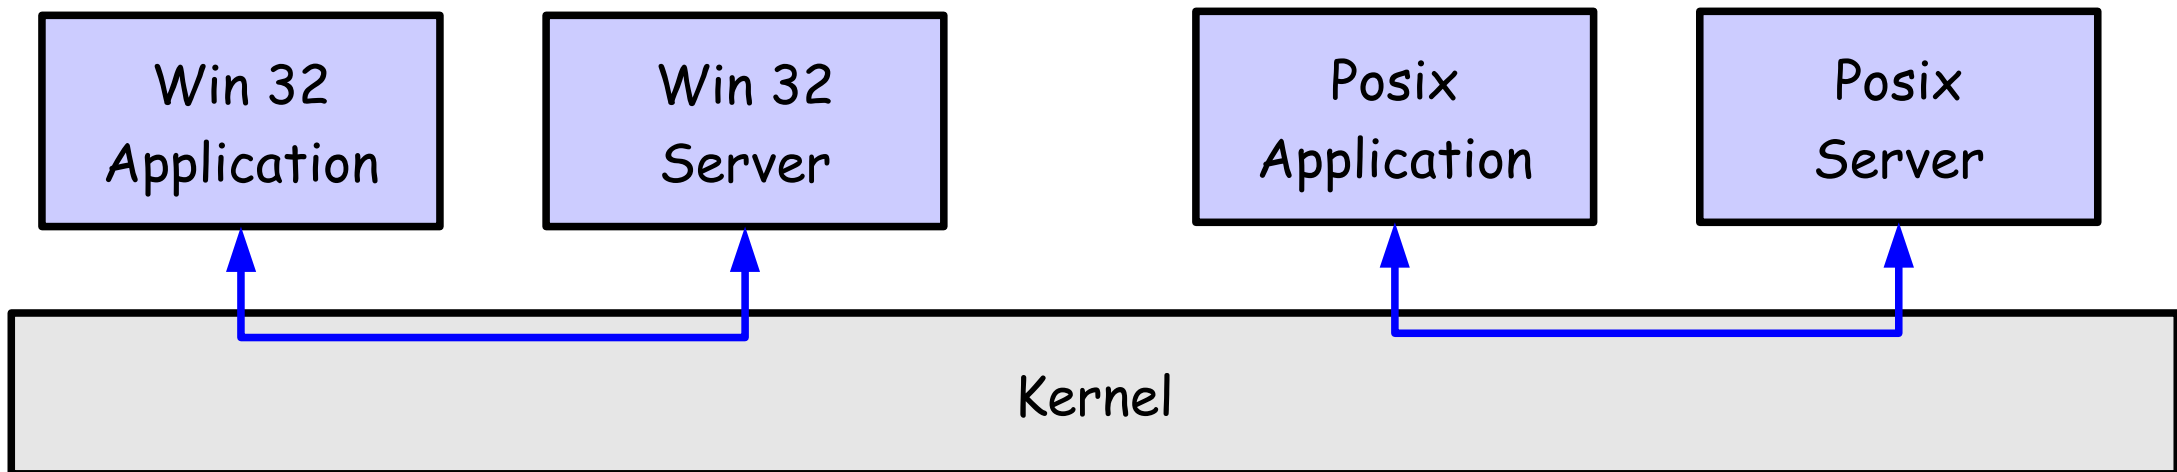 Win 32
Application
Win 32
Server
Posix
Application
Posix
Server
Kernel